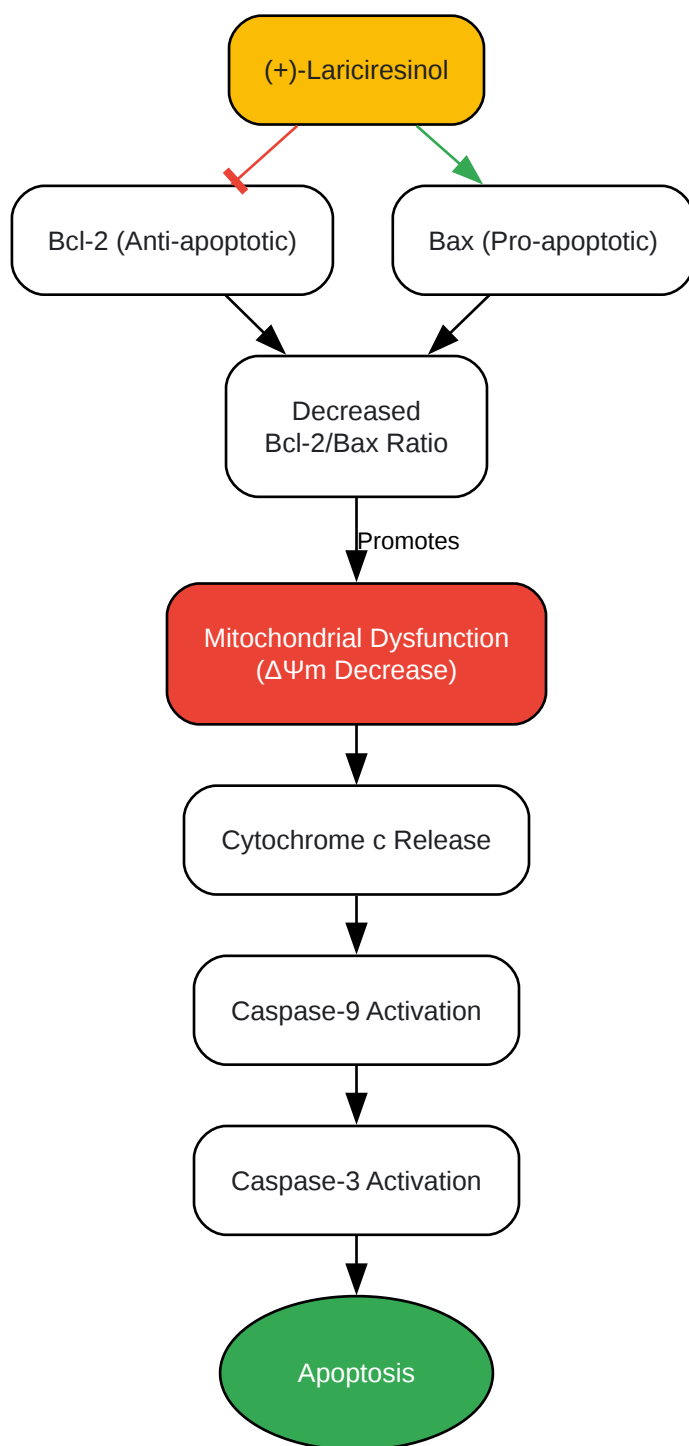 (+)-Lariciresinol
Bcl-2 (Anti-apoptotic)
Bax (Pro-apoptotic)
Decreased
Bcl-2/Bax Ratio
Promotes
Mitochondrial Dysfunction
(ΔΨm Decrease)
Cytochrome c Release
Caspase-9 Activation
Caspase-3 Activation
Apoptosis